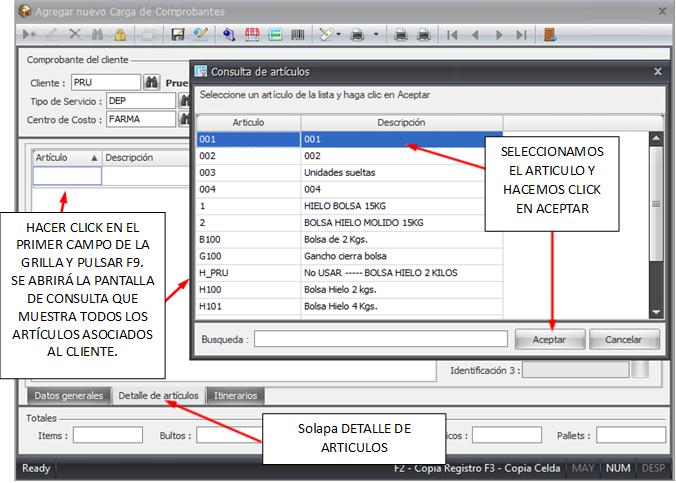 Agregar nuevo Carga de Comprobantes
Comprobante del cliente
Cliente : PRU Prue
Tipo de Servicio : DEP
Centro de Costo : FARMA
Artículo Descripción
Consulta de artículos
Seleccione un artículo de la lista y haga clic en Aceptar
Articulo Descripción
001 001
002 002
003 Unidades sueltas
004 004
1 HIELO BOLSA 15KG
2 BOLSA HIELO MOLIDO 15KG
B100 Bolsa de 2 Kgs.
G100 Gancho cierra bolsa
H_PRU No USAR ----- BOLSA HIELO 2 KILOS
H100 Bolsa Hielo 2 kgs.
H101 Bolsa Hielo 4 Kgs.
Busqueda :
Aceptar
Cancelar
SELECCIONAMOS
EL ARTICULO Y
HACEMOS CLICK
EN ACEPTAR
HACER CLICK EN EL
PRIMER CAMPO DE LA
GRILLA Y PULSAR F9.
SE ABRIRÁ LA PANTALLA
DE CONSULTA QUE
MUESTRA TODOS LOS
ARTÍCULOS ASOCIADOS
AL CLIENTE.
Identificación 3 :
Datos generales Detalle de artículos Itinerarios
Totales
Items : Bultos : icos : Pallets :
Solapa DETALLE DE
ARTICULOS
Ready F2 - Copia Registro F3 - Copia Celda MAY NUM DESP